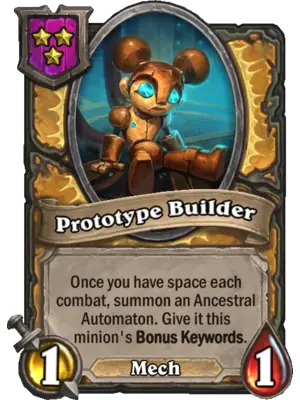 Prototype Builder
Once you have space each
combat, summon an Ancestral
Automaton. Give it this
minion's Bonus Keywords.
1
Mech
1